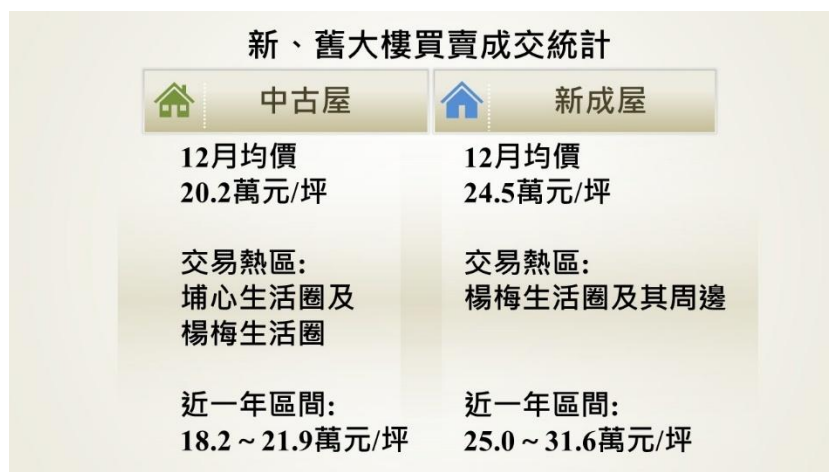 新、舊大樓買賣成交統計
中古屋
新成屋
12月均價
20.2萬元/坪
交易熱區:
埔心生活圈及
楊梅生活圈
近一年區間:
18.2～21.9萬元/坪
12月均價
24.5萬元/坪
交易熱區:
楊梅生活圈及其周邊
近一年區間:
25.0～31.6萬元/坪